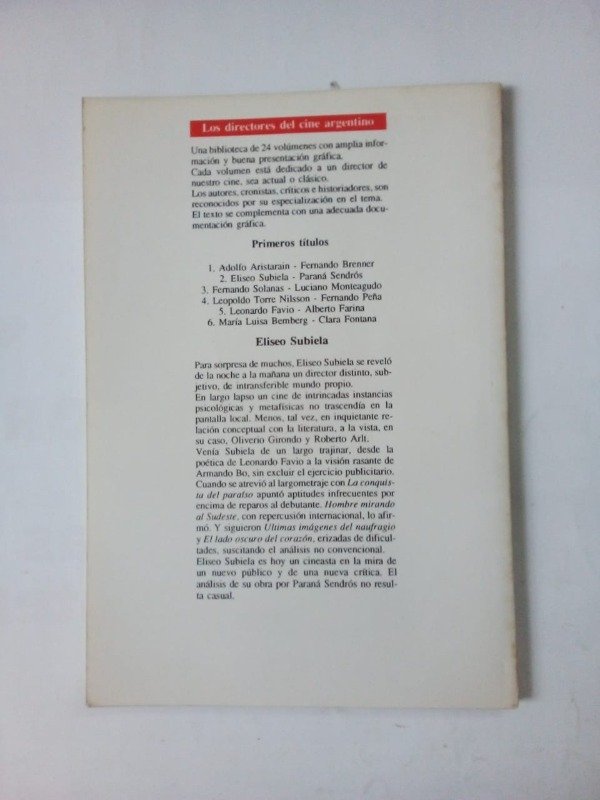 Los directores del cine argentino
Una biblioteca de 24 volúmenes con amplia infor-
mación y buena presentación gráfica.
Cada volumen está dedicado a un director de
nuestro cine, sea actual o clásico.
Los autores, cronistas, críticos e historiadores, son
reconocidos por su especialización en el tema.
El texto se complementa con una adecuada docu-
mentación gráfica.
Primeros títulos
1. Adolfo Aristarain - Fernando Brenner
2. Eliseo Subiela - Paraná Sendrós
3. Fernando Solanas - Luciano Monteagudo
4. Leopoldo Torre Nilsson - Fernando Peña
5. Leonardo Favio - Alberto Farina
6. María Luisa Bemberg - Clara Fontana
Eliseo Subiela
Para sorpresa de muchos, Eliseo Subiela se reveló
de la noche a la mañana un director distinto, sub-
jetivo, de intransferible mundo propio.
En largo lapso un cine de intrincadas instancias
psicológicas y metafísicas no trascendía en la
pantalla local. Menos, tal vez, en inquietante re-
lación conceptual con la literatura, a la vista, en
su caso, Oliverio Girondo y Roberto Arlt.
Venía Subiela de un largo trajinar, desde la
poética de Leonardo Favio a la visión rasante de
Armando Bo, sin excluir el ejercicio publicitario.
Cuando se atrevió al largometraje con La conquis-
ta del paraíso apuntó aptitudes infrecuentes por
encima de reparos al debutante. Hombre mirando
al Sudeste, con repercusión internacional, lo afir-
mó. Y siguieron Ultimas imágenes del naufragio
y El lado oscuro del corazón, erizadas de dificul-
tades, suscitando el análisis no convencional.
Eliseo Subiela es hoy un cineasta en la mira de
un nuevo público y de una nueva crítica. El
análisis de su obra por Paraná Sendrós no resul-
ta casual.